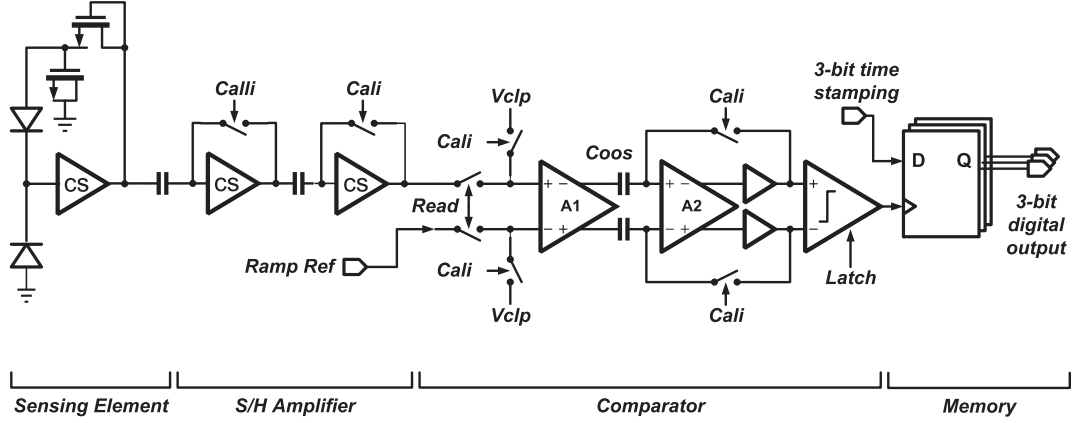 Calli
Cali
Vclp
Cali
3-bit time
stamping
Cali
Coos
CS
CS
CS
+ −
A1
− +
+ −
A2
− +
+
−
D
Q
Read
Ramp Ref
Cali
Vclp
Cali
Latch
3-bit
digital
output
Sensing Element
S/H Amplifier
Comparator
Memory